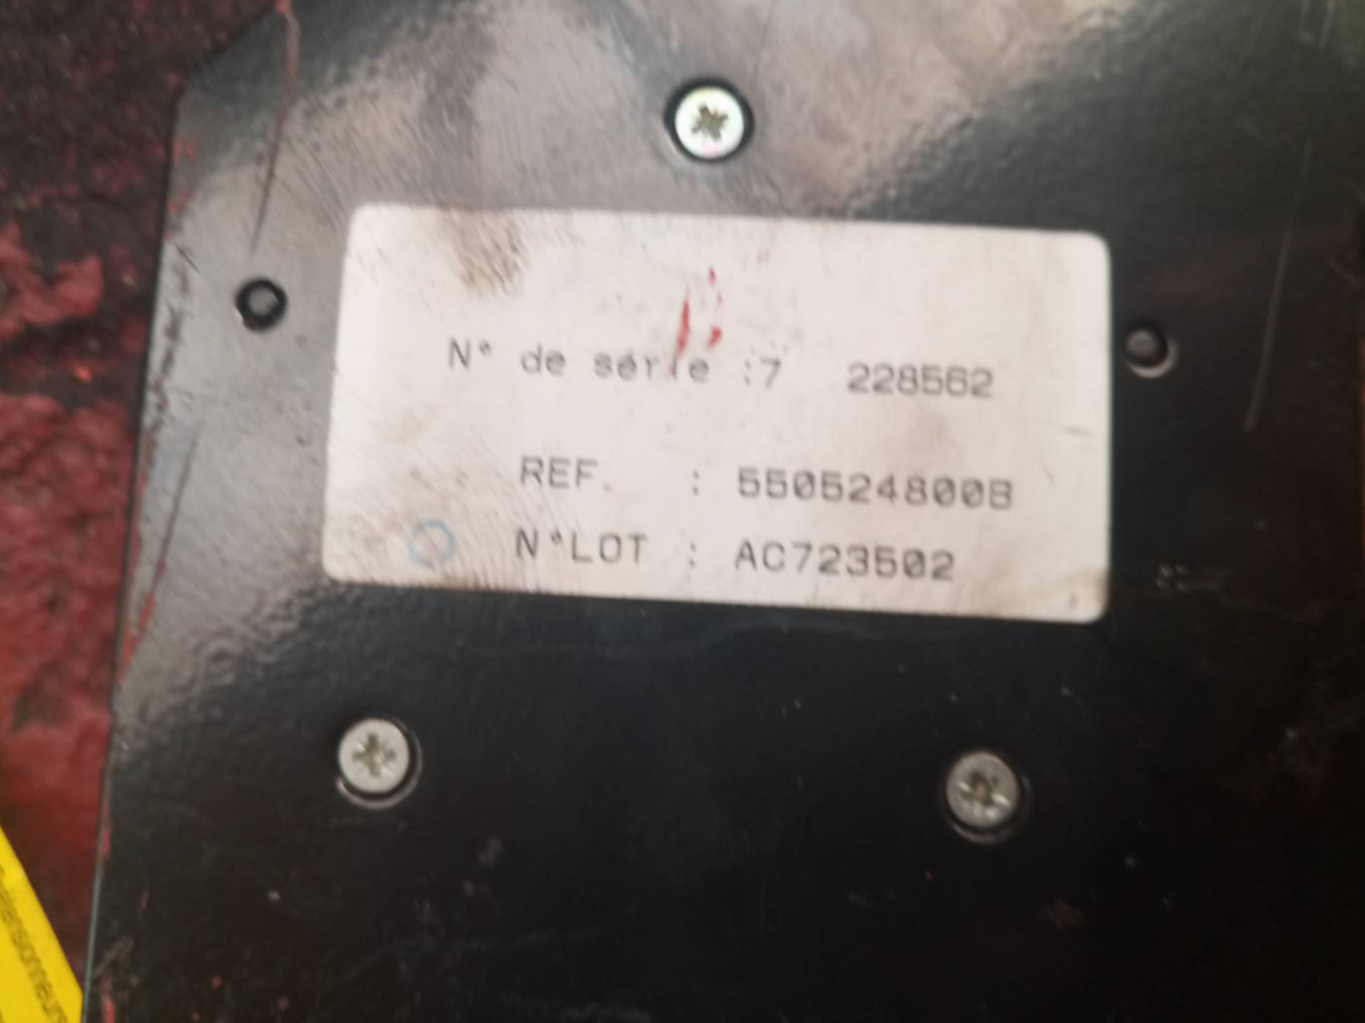 N° de série :7 228562
REF. : 550524800B
N°LOT : AC723502